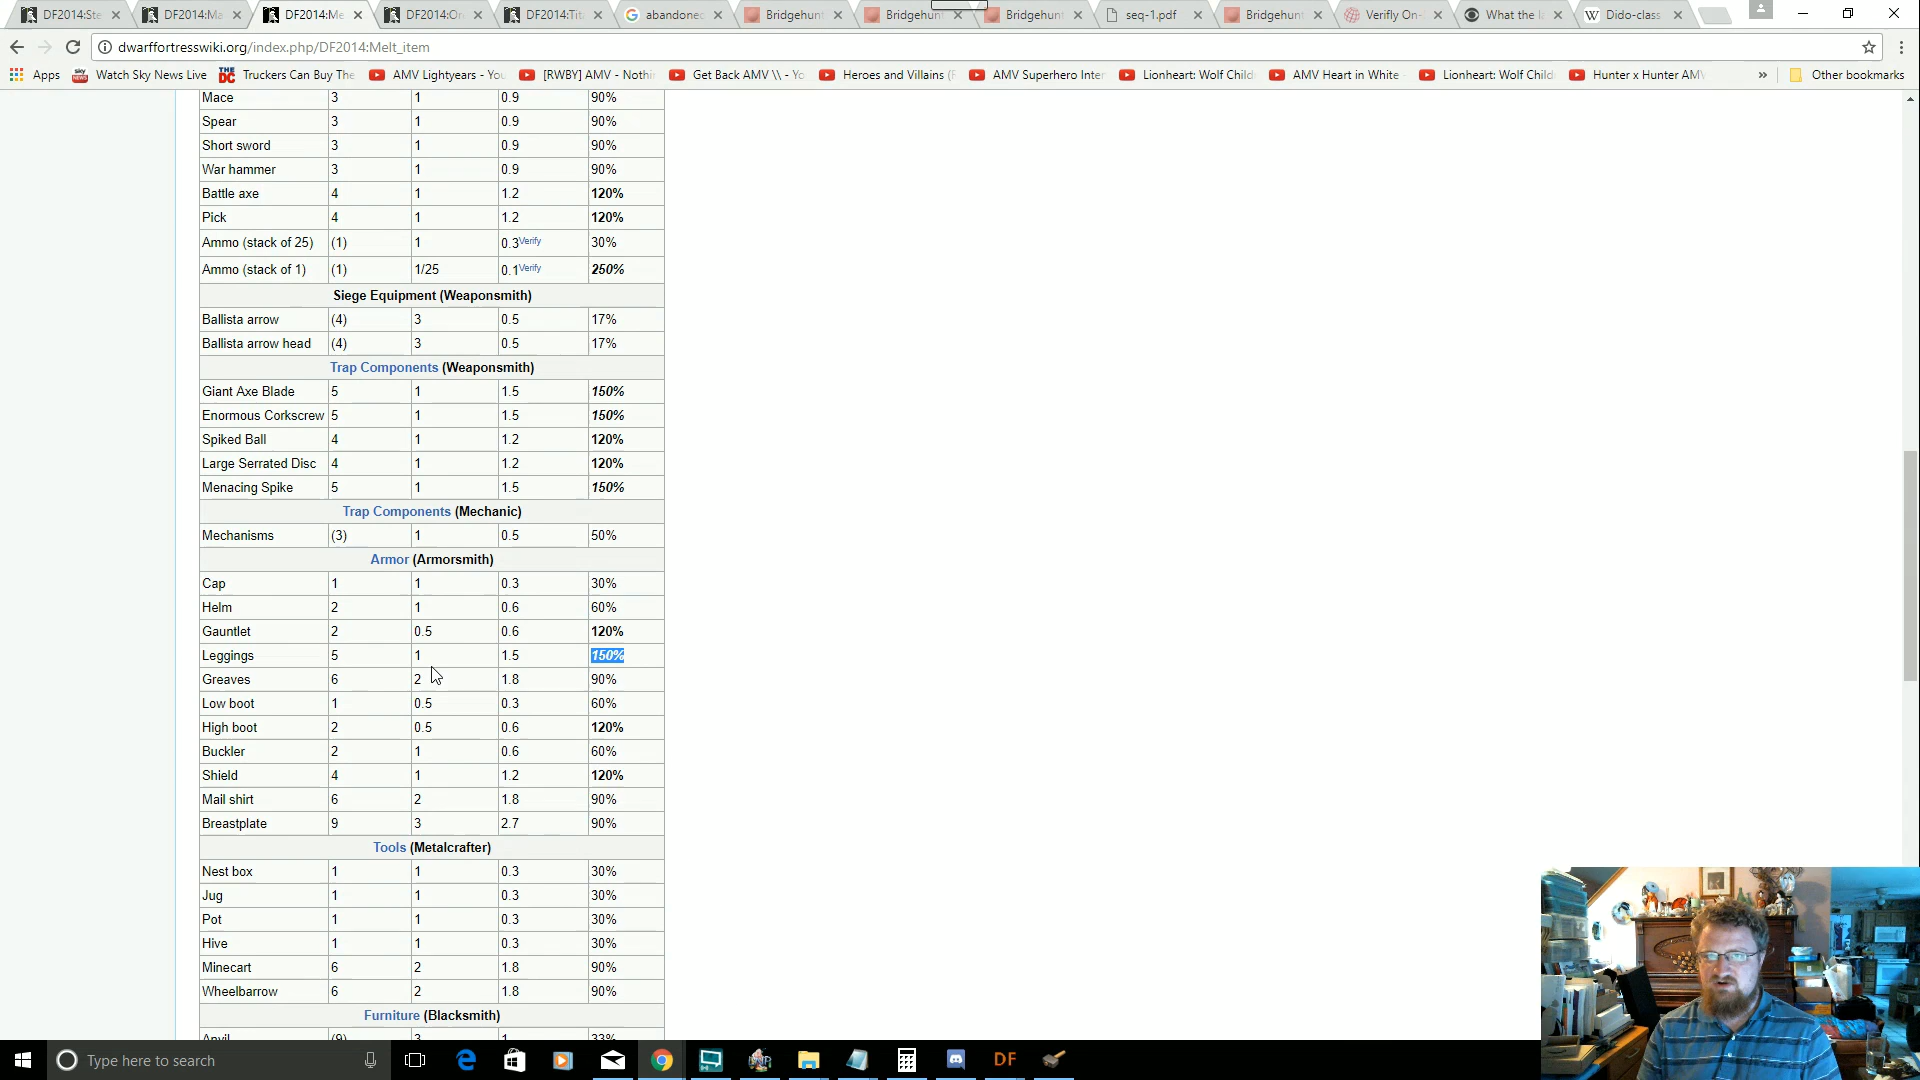 DF2014:Ste
DF2014:Ma
DF2014:Me
DF2014:Or
DF2014:Tit
abandoned
Bridgehunt
Bridgehunt
Bridgehunt
seq-1.pdf
Bridgehunt
Verifly On-
What the
Dido-class
dwarffortresswiki.org/index.php/DF2014:Melt_item
Apps
Watch Sky News Live
Truckers Can Buy The
AMV Lightyears - You
[RWBY] AMV - Nothi
Get Back AMV \\ - Yo
Heroes and Villains (F
AMV Superhero Inter
Lionheart: Wolf Child
AMV Heart in White
Lionheart: Wolf Child
Hunter x Hunter AMV
»
Other bookmarks
Mace 3 1 0.9 90%
Spear 3 1 0.9 90%
Short sword 3 1 0.9 90%
War hammer 3 1 0.9 90%
Battle axe 4 1 1.2 120%
Pick 4 1 1.2 120%
Ammo (stack of 25) (1) 1 0.3Verify 30%
Ammo (stack of 1) (1) 1/25 0.1Verify 250%
Siege Equipment (Weaponsmith)
Ballista arrow (4) 3 0.5 17%
Ballista arrow head (4) 3 0.5 17%
Trap Components (Weaponsmith)
Giant Axe Blade 5 1 1.5 150%
Enormous Corkscrew 5 1 1.5 150%
Spiked Ball 4 1 1.2 120%
Large Serrated Disc 4 1 1.2 120%
Menacing Spike 5 1 1.5 150%
Trap Components (Mechanic)
Mechanisms (3) 1 0.5 50%
Armor (Armorsmith)
Cap 1 1 0.3 30%
Helm 2 1 0.6 60%
Gauntlet 2 0.5 0.6 120%
Leggings 5 1 1.5 150%
Greaves 6 2 1.8 90%
Low boot 1 0.5 0.3 60%
High boot 2 0.5 0.6 120%
Buckler 2 1 0.6 60%
Shield 4 1 1.2 120%
Mail shirt 6 2 1.8 90%
Breastplate 9 3 2.7 90%
Tools (Metalcrafter)
Nest box 1 1 0.3 30%
Jug 1 1 0.3 30%
Pot 1 1 0.3 30%
Hive 1 1 0.3 30%
Minecart 6 2 1.8 90%
Wheelbarrow 6 2 1.8 90%
Furniture (Blacksmith)
Anvil (9) 3 1 33%
Type here to search
DF